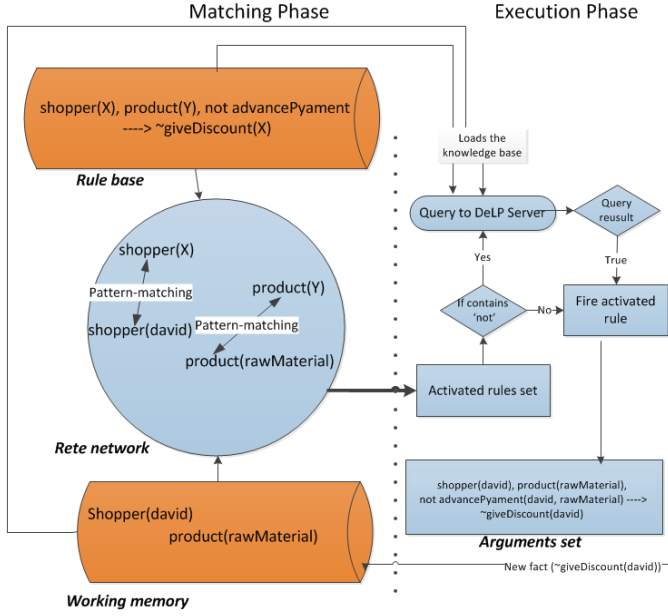 Matching Phase
Execution Phase
shopper(X), product(Y), not advancePyament
----> ~giveDiscount(X)
Rule base
Loads the
knowledge base
Query to DeLP Server
Query
reusult
Yes
True
shopper(X)
Pattern-matching
shopper(david)
product(Y)
Pattern-matching
product(rawMaterial)
If contains
'not'
No
Fire activated
rule
Activated rules set
Rete network
shopper(david), product(rawMaterial),
not advancePyament(david, rawMaterial) ---->
~giveDiscount(david)
Arguments set
Shopper(david)
product(rawMaterial)
New fact (~giveDiscount(david))
Working memory